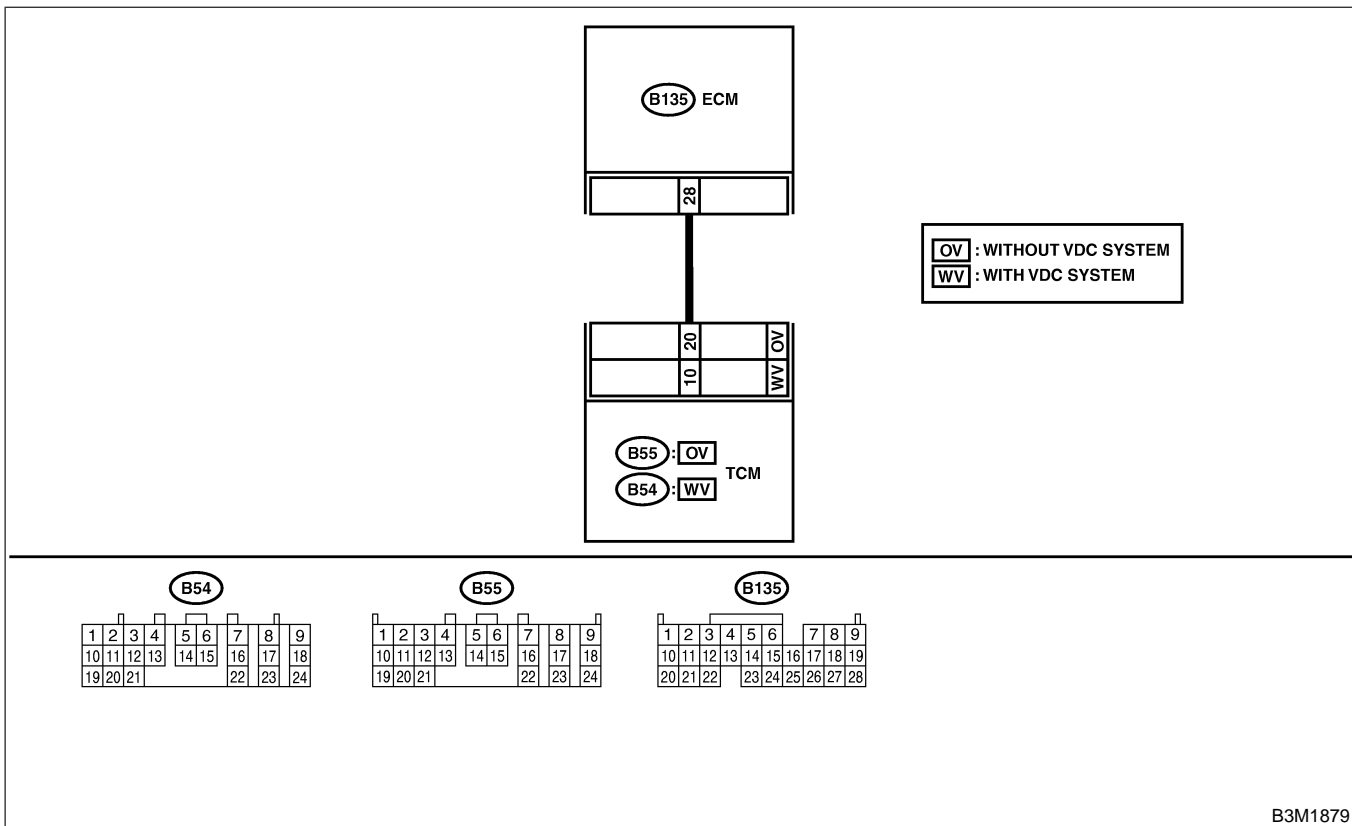 B135 ECM
28
OV : WITHOUT VDC SYSTEM
WV : WITH VDC SYSTEM
20 OV
10 WV
B55 : OV
TCM
B54 : WV
B54 B55 B135
1 2 3 4 5 6 7 8 9 1 2 3 4 5 6 7 8 9 1 2 3 4 5 6 7 8 9
10 11 12 13 14 15 16 17 18 10 11 12 13 14 15 16 17 18 10 11 12 13 14 15 16 17 18 19
19 20 21 22 23 24 19 20 21 22 23 24 20 21 22 23 24 25 26 27 28
B3M1879